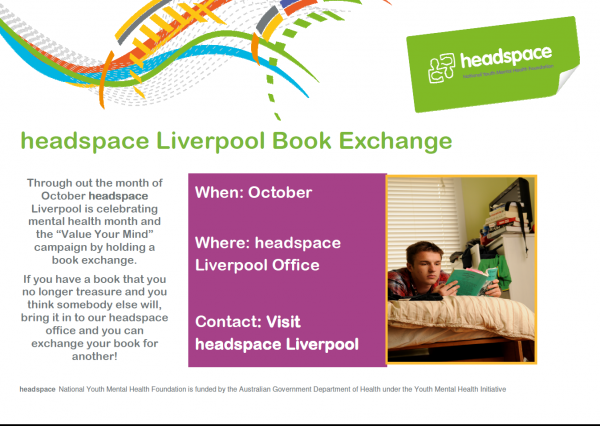 headspace
National Youth Mental Health Foundation
headspace Liverpool Book Exchange
Through out the month of
October headspace
Liverpool is celebrating
mental health month and
the “Value Your Mind”
campaign by holding a
book exchange.
If you have a book that you
no longer treasure and you
think somebody else will,
bring it in to our headspace
office and you can
exchange your book for
another!
When: October
Where: headspace
Liverpool Office
Contact: Visit
headspace Liverpool
headspace National Youth Mental Health Foundation is funded by the Australian Government Department of Health under the Youth Mental Health Initiative